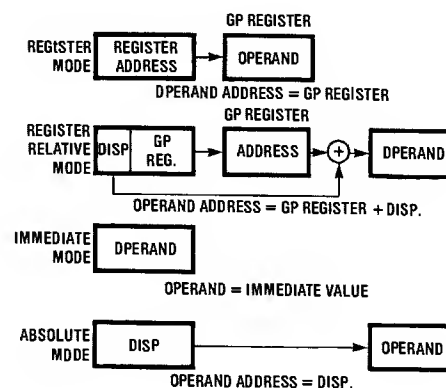 GP REGISTER
REGISTER MODE
REGISTER ADDRESS
OPERAND
DPERAND ADDRESS = GP REGISTER
GP REGISTER
REGISTER RELATIVE MODE
DISP
GP REG.
ADDRESS
+
DPERAND
OPERAND ADDRESS = GP REGISTER + DISP.
IMMEDIATE MODE
DPERAND
OPERAND = IMMEDIATE VALUE
ABSOLUTE MDDE
DISP
OPERAND
OPERAND ADDRESS = DISP.